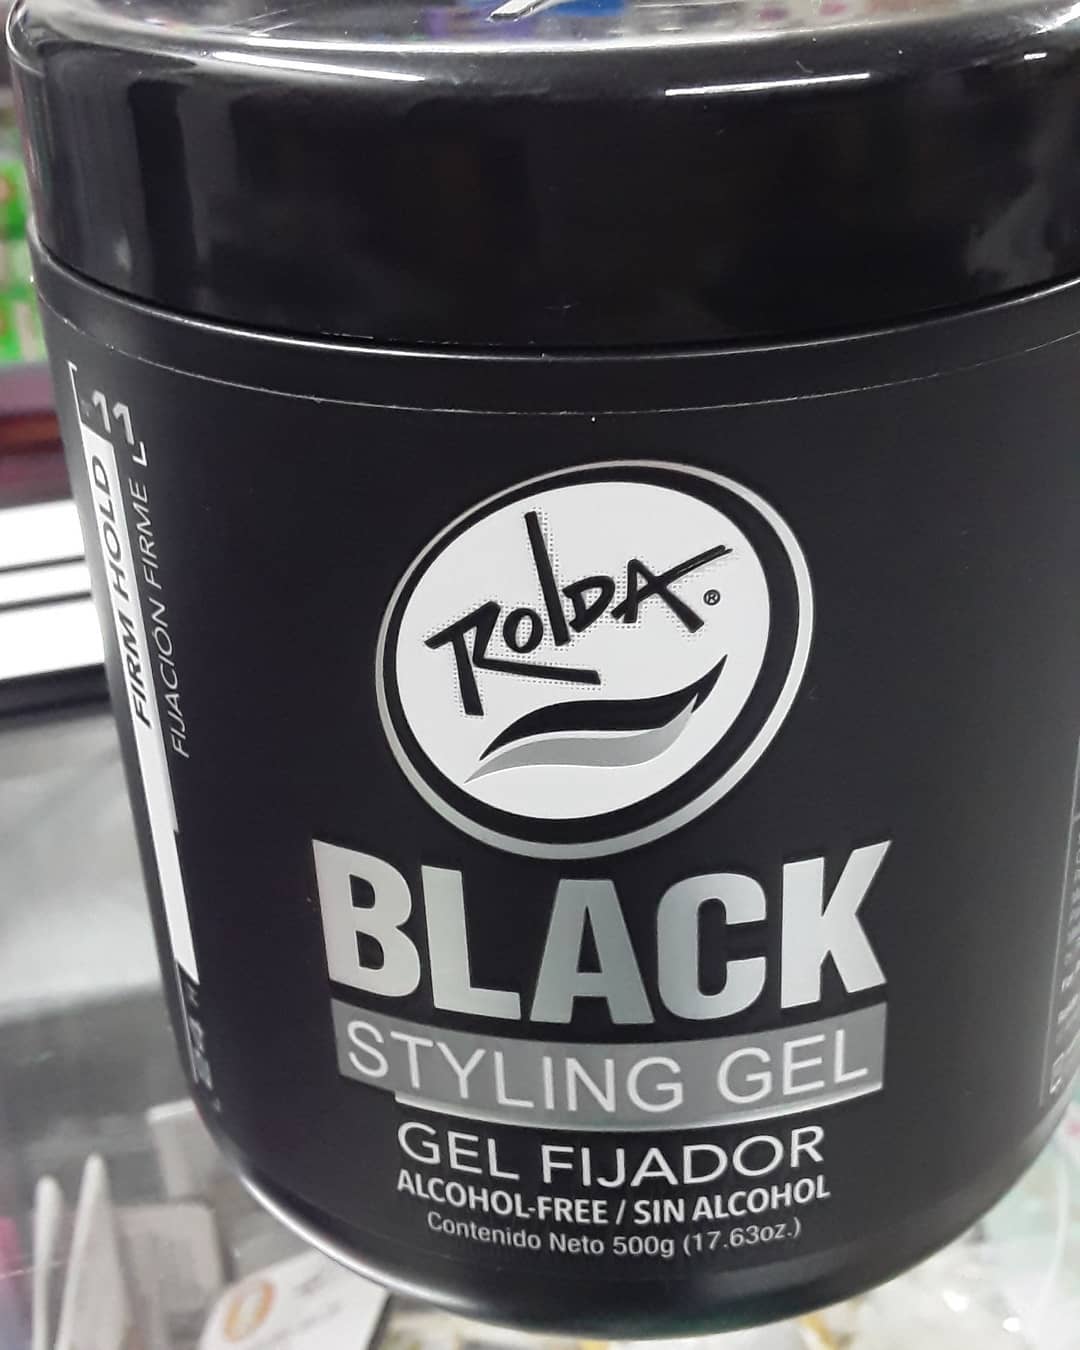 RolDA®
BLACK
STYLING GEL
GEL FIJADOR
ALCOHOL-FREE / SIN ALCOHOL
Contenido Neto 500g (17.63oz.)
FIRM HOLD 11
FIJACIÓN FIRME